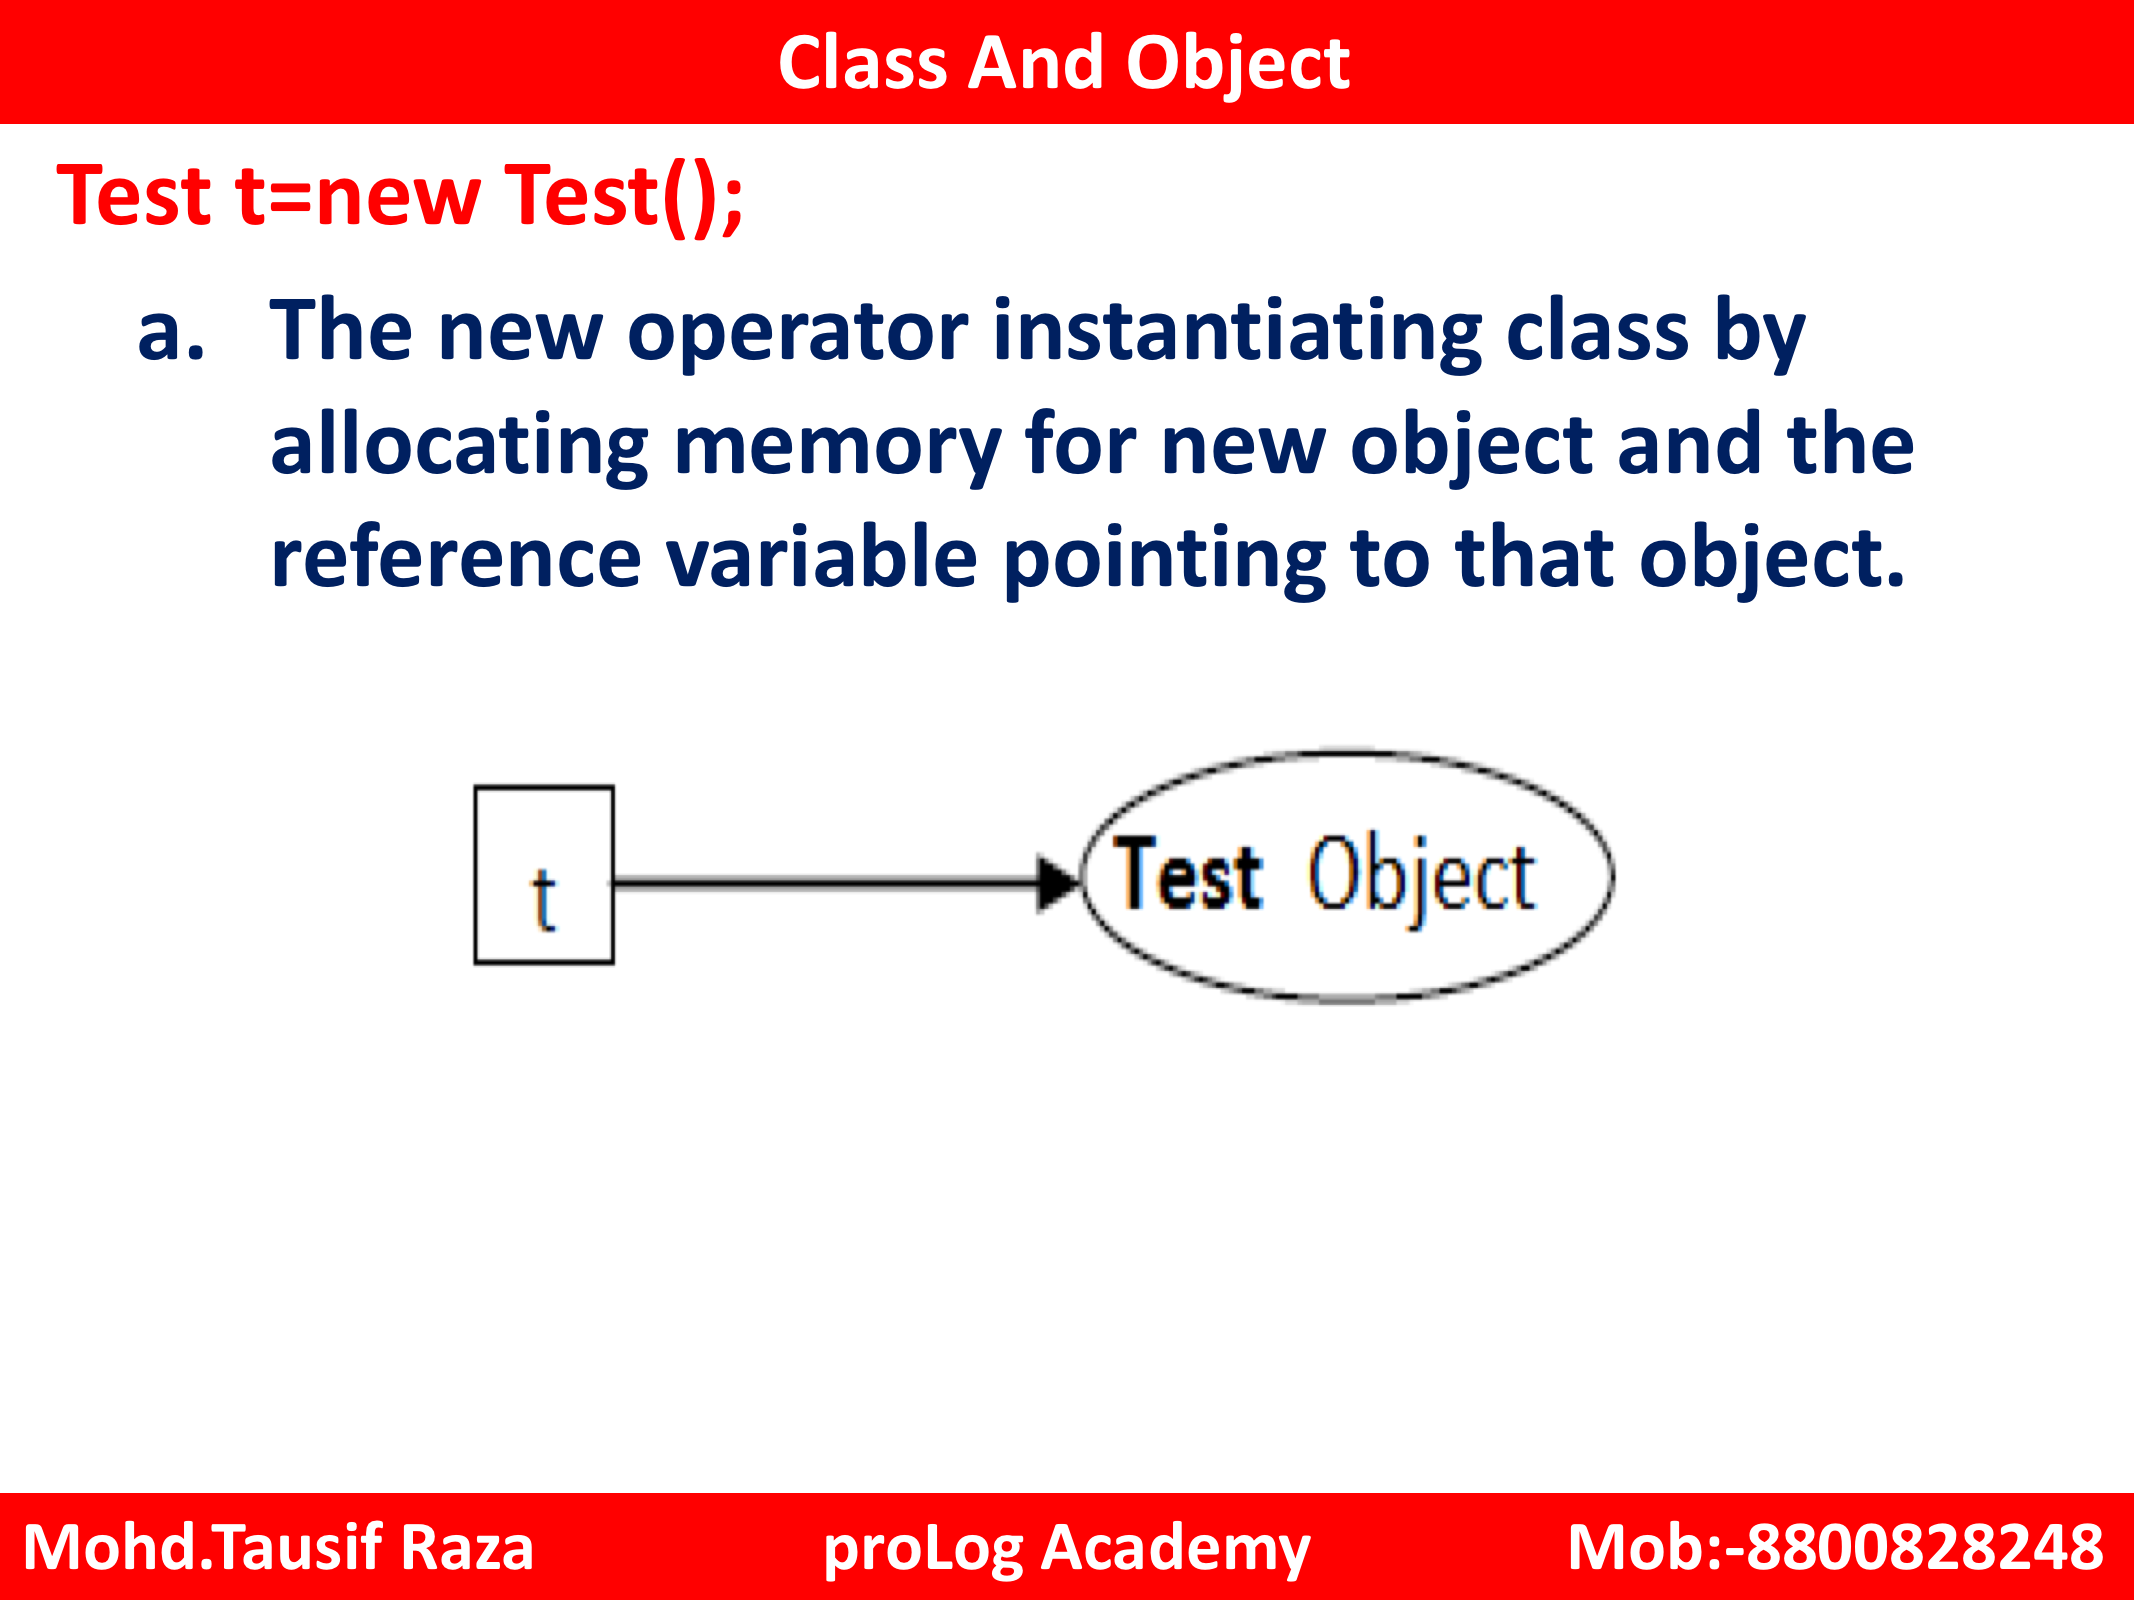 Class And Object
Test t=new Test();
a. The new operator instantiating class by
allocating memory for new object and the
reference variable pointing to that object.
t
Test Object
Mohd.Tausif Raza proLog Academy Mob:-8800828248